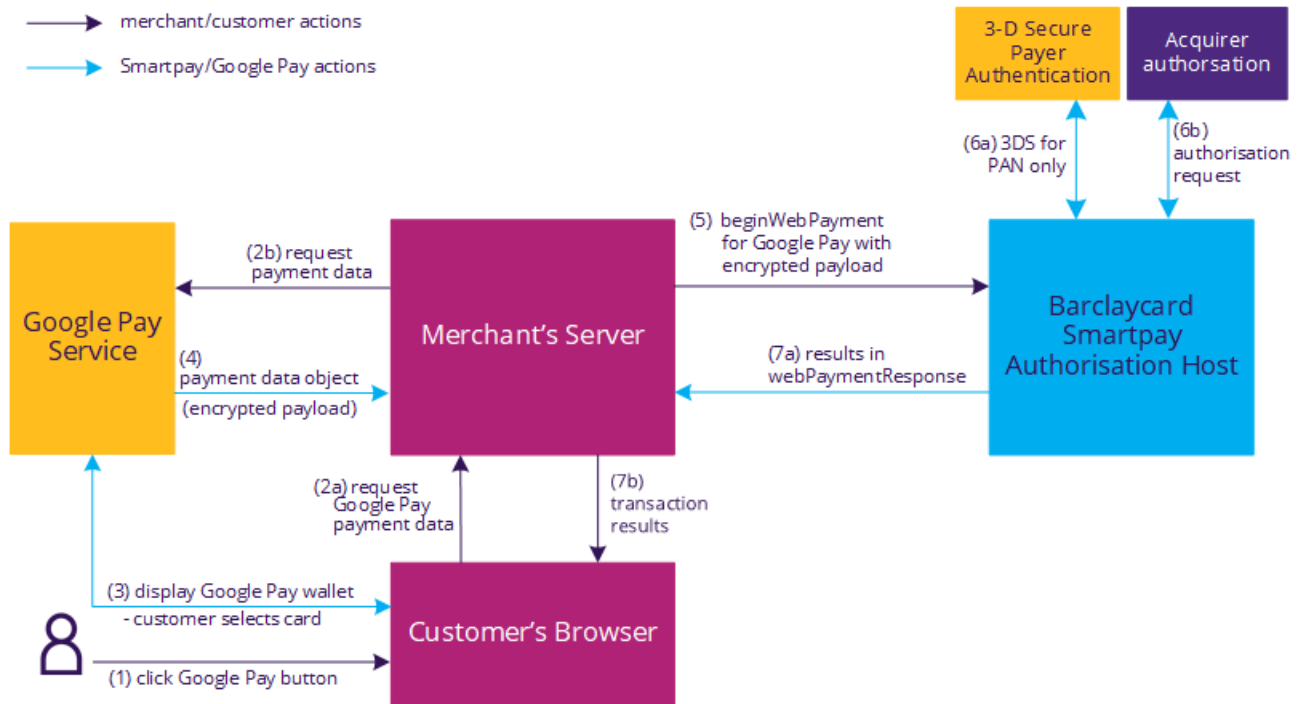 merchant/customer actions
Smartpay/Google Pay actions
3-D Secure
Payer
Authentication
Acquirer
authorsation
(6a) 3DS for
PAN only
(6b)
authorisation
request
(2b) request
payment data
(5) beginWebPayment
for Google Pay with
encrypted payload
Google Pay
Service
Merchant's Server
Barclaycard
Smartpay
Authorisation Host
(4)
payment data object
(encrypted payload)
(7a) results in
webPaymentResponse
(2a) request
Google Pay
payment data
(7b)
transaction
results
(3) display Google Pay wallet
- customer selects card
Customer's Browser
(1) click Google Pay button